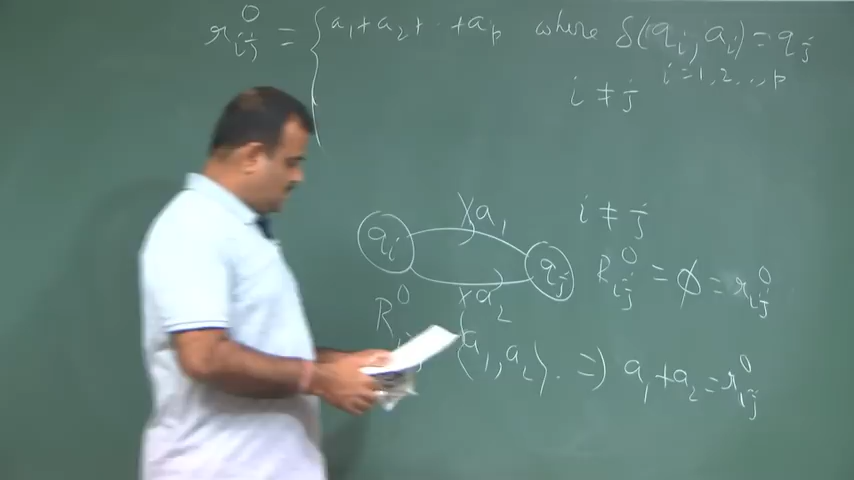 r⁰ᵢⱼ = { a₁+a₂+ · · +aₚ where δ(qᵢ, aᵢ) = qⱼ
i = 1, 2, . . , p
i ≠ j
qᵢ a₁ qⱼ i ≠ j
a₂ R⁰ᵢⱼ = ϕ = r⁰ᵢⱼ
R⁰ {a₁, a₂}. ⇒ a₁ + a₂ = r⁰ᵢⱼ